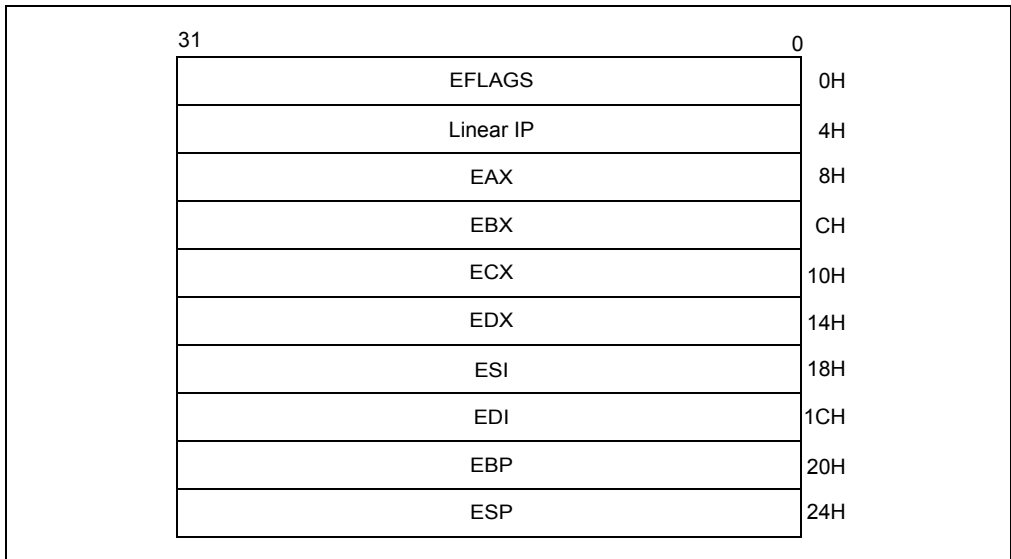 31 0
EFLAGS 0H
Linear IP 4H
EAX 8H
EBX CH
ECX 10H
EDX 14H
ESI 18H
EDI 1CH
EBP 20H
ESP 24H